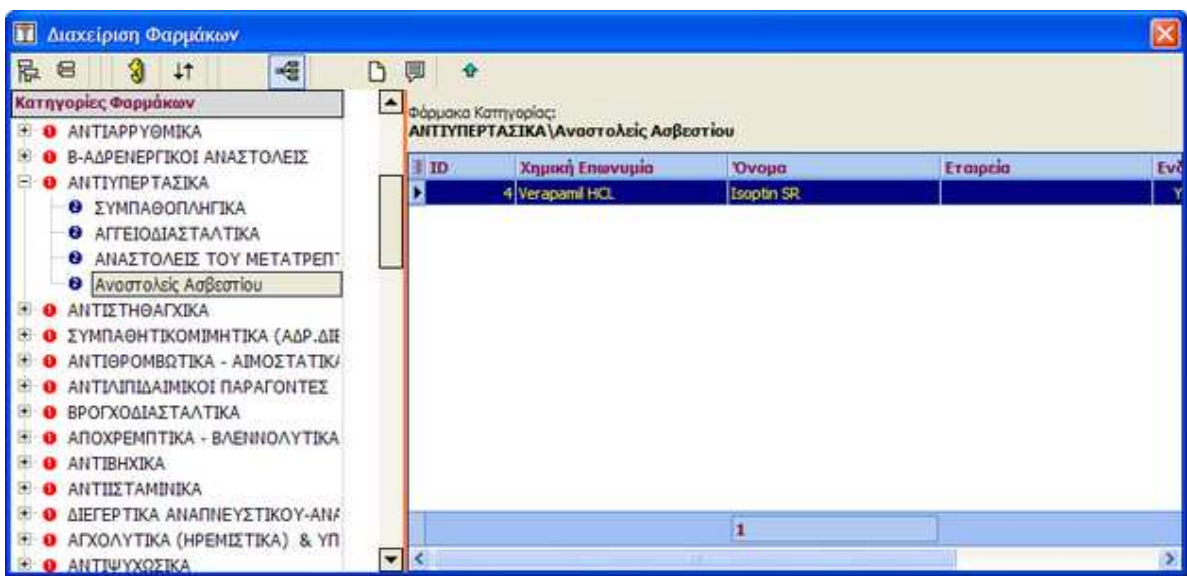 Διαχείριση Φαρμάκων
Κατηγορίες Φαρμάκων
ΑΝΤΙΑΡΡΥΘΜΙΚΑ
Β-ΑΔΡΕΝΕΡΓΙΚΟΙ ΑΝΑΣΤΟΛΕΙΣ
ΑΝΤΙΥΠΕΡΤΑΣΙΚΑ
ΣΥΜΠΑΘΟΠΛΗΓΙΚΑ
ΑΓΓΕΙΟΔΙΑΣΤΑΛΤΙΚΑ
ΑΝΑΣΤΟΛΕΙΣ ΤΟΥ ΜΕΤΑΤΡΕΠΤ
Αναστολείς Ασβεστίου
ΑΝΤΙΣΤΗΘΑΓΧΙΚΑ
ΣΥΜΠΑΘΗΤΙΚΟΜΙΜΗΤΙΚΑ (ΑΔΡ.ΔΙΕ
ΑΝΤΙΘΡΟΜΒΩΤΙΚΑ - ΑΙΜΟΣΤΑΤΙΚΑ
ΑΝΤΙΛΙΠΙΔΑΙΜΙΚΟΙ ΠΑΡΑΓΟΝΤΕΣ
ΒΡΟΓΧΟΔΙΑΣΤΑΛΤΙΚΑ
ΑΠΟΧΡΕΜΠΤΙΚΑ - ΒΛΕΝΝΟΛΥΤΙΚΑ
ΑΝΤΙΒΗΧΙΚΑ
ΑΝΤΙΙΣΤΑΜΙΝΙΚΑ
ΔΙΕΓΕΡΤΙΚΑ ΑΝΑΠΝΕΥΣΤΙΚΟΥ-ΑΝΑ
ΑΓΧΟΛΥΤΙΚΑ (ΗΡΕΜΙΣΤΙΚΑ) & ΥΠ
ΑΝΤΙΨΥΧΩΣΙΚΑ
Φάρμακα Κατηγορίας:
ΑΝΤΙΥΠΕΡΤΑΣΙΚΑ\Αναστολείς Ασβεστίου
ID Χημική Επωνυμία Όνομα Εταιρεία Ενδ
4 Verapamil HCL Isoptin SR Y
1